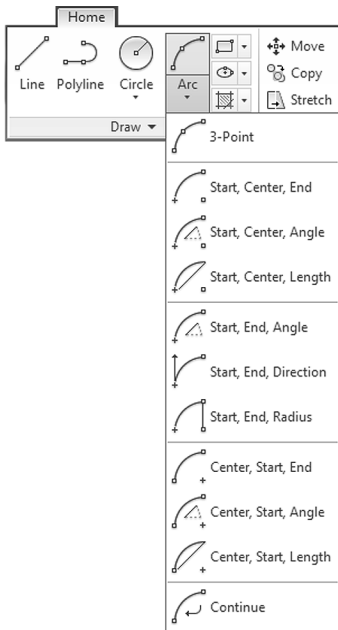 Home
Line Polyline Circle Arc
Move
Copy
Stretch
Draw
3-Point
Start, Center, End
Start, Center, Angle
Start, Center, Length
Start, End, Angle
Start, End, Direction
Start, End, Radius
Center, Start, End
Center, Start, Angle
Center, Start, Length
Continue